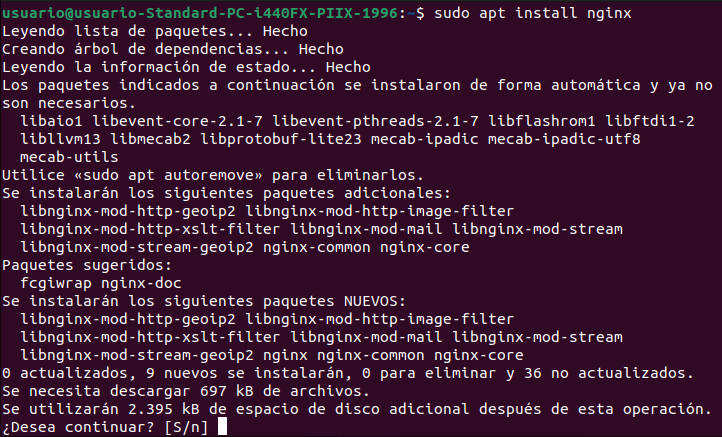 usuario@usuario-Standard-PC-i440FX-PIIX-1996:~$ sudo apt install nginx
Leyendo lista de paquetes... Hecho
Creando árbol de dependencias... Hecho
Leyendo la información de estado... Hecho
Los paquetes indicados a continuación se instalaron de forma automática y ya no
son necesarios.
  libaio1 libevent-core-2.1-7 libevent-pthreads-2.1-7 libflashrom1 libftdi1-2
  libllvm13 libmecab2 libprotobuf-lite23 mecab-ipadic mecab-ipadic-utf8
  mecab-utils
Utilice «sudo apt autoremove» para eliminarlos.
Se instalarán los siguientes paquetes adicionales:
  libnginx-mod-http-geoip2 libnginx-mod-http-image-filter
  libnginx-mod-http-xslt-filter libnginx-mod-mail libnginx-mod-stream
  libnginx-mod-stream-geoip2 nginx-common nginx-core
Paquetes sugeridos:
  fcgiwrap nginx-doc
Se instalarán los siguientes paquetes NUEVOS:
  libnginx-mod-http-geoip2 libnginx-mod-http-image-filter
  libnginx-mod-http-xslt-filter libnginx-mod-mail libnginx-mod-stream
  libnginx-mod-stream-geoip2 nginx nginx-common nginx-core
0 actualizados, 9 nuevos se instalarán, 0 para eliminar y 36 no actualizados.
Se necesita descargar 697 kB de archivos.
Se utilizarán 2.395 kB de espacio de disco adicional después de esta operación.
¿Desea continuar? [S/n]